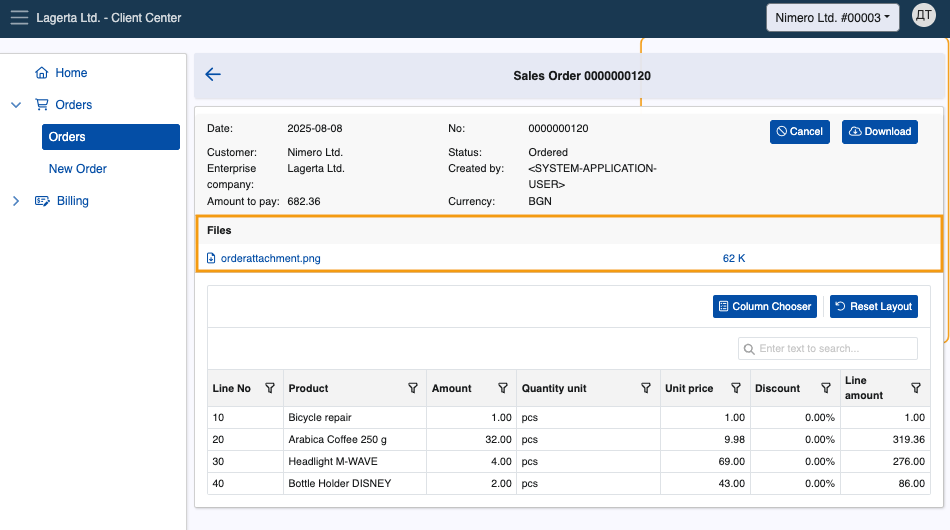 Lagerta Ltd. - Client Center
Nimero Ltd. #00003
ДТ
Home
Orders
Orders
New Order
Billing
Sales Order 0000000120
Date: 2025-08-08 No: 0000000120
Cancel Download
Customer: Nimero Ltd. Status: Ordered
Enterprise company: Lagerta Ltd. Created by: <SYSTEM-APPLICATION-USER>
Amount to pay: 682.36 Currency: BGN
Files
orderattachment.png 62 K
Column Chooser Reset Layout
Enter text to search...
Line No Product Amount Quantity unit Unit price Discount Line amount
10 Bicycle repair 1.00 pcs 1.00 0.00% 1.00
20 Arabica Coffee 250 g 32.00 pcs 9.98 0.00% 319.36
30 Headlight M-WAVE 4.00 pcs 69.00 0.00% 276.00
40 Bottle Holder DISNEY 2.00 pcs 43.00 0.00% 86.00